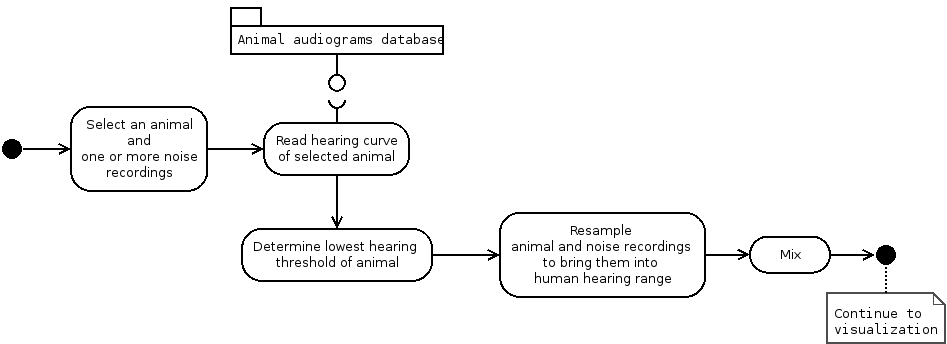 Animal audiograms database
Select an animal
and
one or more noise
recordings
Read hearing curve
of selected animal
Determine lowest hearing
threshold of animal
Resample
animal and noise recordings
to bring them into
human hearing range
Mix
Continue to
visualization